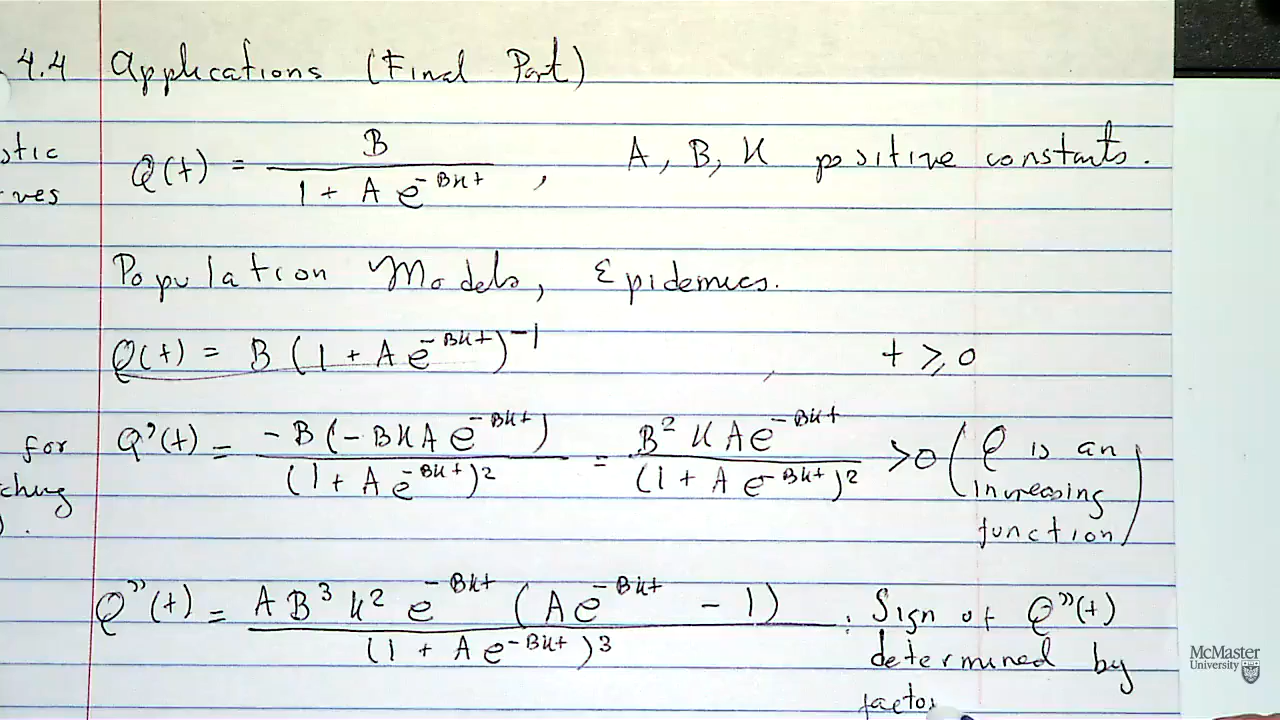 4.4 Applications (Final Part)
stic
ves
Q(t) = B / (1 + A e^{-Bkt}), A, B, k positive constants.
Population Models, Epidemics.
Q(t) = B (1 + A e^{-Bkt})^{-1} t ≥ 0
for
ching
).
Q'(t) = -B(-BkA e^{-Bkt}) / (1 + A e^{-Bkt})^2 = B^2 k A e^{-Bkt} / (1 + A e^{-Bkt})^2 > 0 (Q is an
increasing
function)
Q''(t) = A B^3 k^2 e^{-Bkt} (A e^{-Bkt} - 1) / (1 + A e^{-Bkt})^3 . Sign of Q''(t)
determined by
factor
McMaster
University